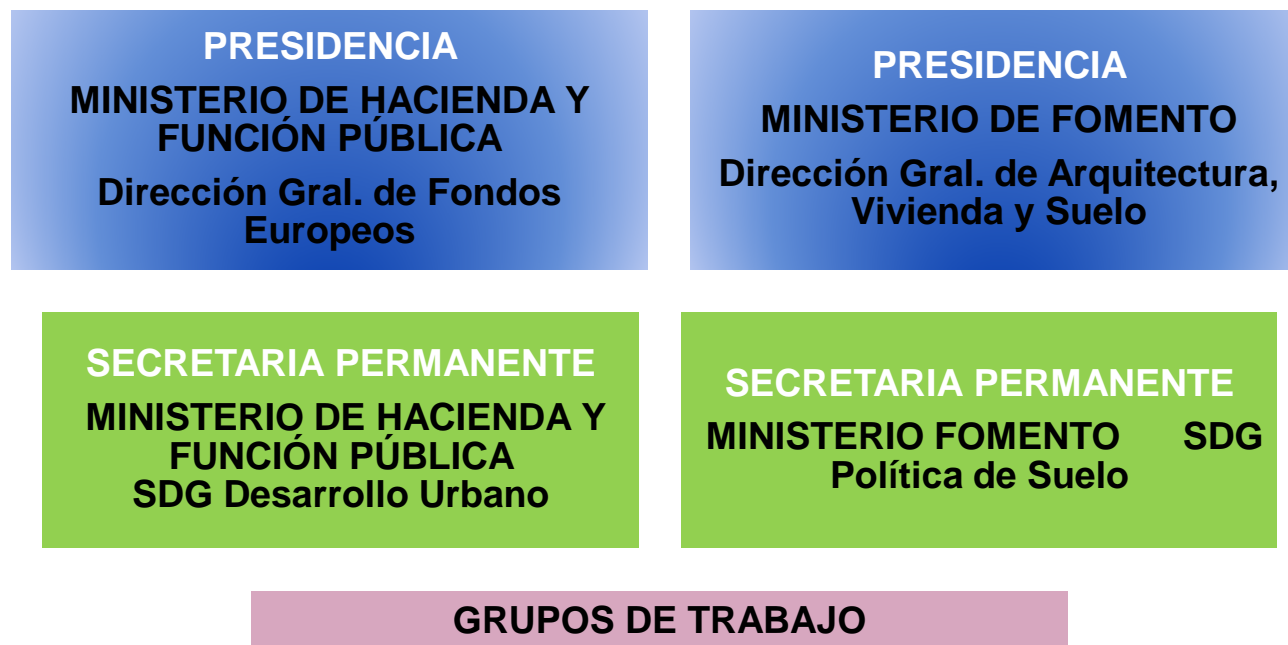 PRESIDENCIA
MINISTERIO DE HACIENDA Y
FUNCIÓN PÚBLICA
Dirección Gral. de Fondos
Europeos
PRESIDENCIA
MINISTERIO DE FOMENTO
Dirección Gral. de Arquitectura,
Vivienda y Suelo
SECRETARIA PERMANENTE
MINISTERIO DE HACIENDA Y
FUNCIÓN PÚBLICA
SDG Desarrollo Urbano
SECRETARIA PERMANENTE
MINISTERIO FOMENTO SDG
Política de Suelo
GRUPOS DE TRABAJO